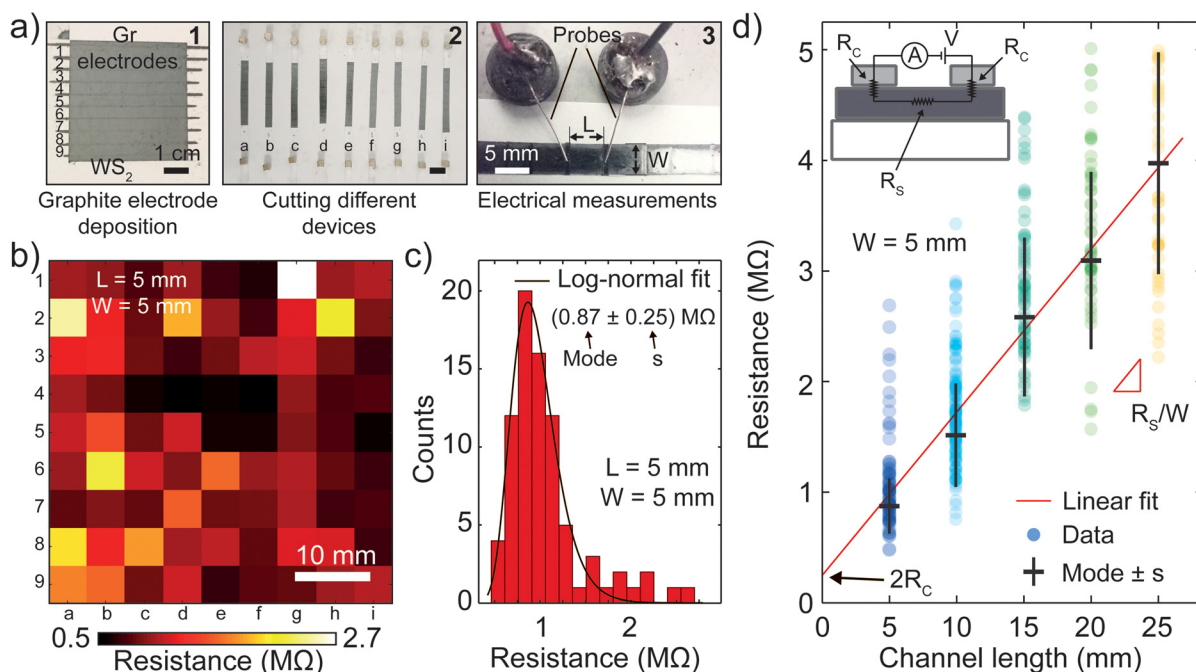 a)
Gr
1
electrodes
1
2
3
4
5
6
7
8
9
WS2
1 cm
Graphite electrode
deposition
2
a b c d e f g h i
Cutting different
devices
Probes
3
L
5 mm
W
Electrical measurements
b)
L = 5 mm
W = 5 mm
1
2
3
4
5
6
7
8
9
10 mm
a b c d e f g h i
0.5 2.7
Resistance (MΩ)
c)
Log-normal fit
(0.87 ± 0.25) MΩ
Mode s
L = 5 mm
W = 5 mm
Counts
20
15
10
5
0
1 2
Resistance (MΩ)
d)
A V
RC RC
RS
W = 5 mm
RS/W
Linear fit
Data
Mode ± s
2RC
Resistance (MΩ)
5
4
3
2
1
0
0 5 10 15 20 25
Channel length (mm)